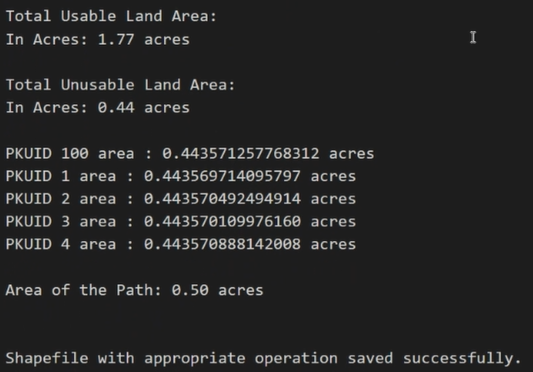 Total Usable Land Area:
In Acres: 1.77 acres
Total Unusable Land Area:
In Acres: 0.44 acres
PKUID 100 area : 0.443571257768312 acres
PKUID 1 area : 0.443569714095797 acres
PKUID 2 area : 0.443570492494914 acres
PKUID 3 area : 0.443570109976160 acres
PKUID 4 area : 0.443570888142008 acres
Area of the Path: 0.50 acres
Shapefile with appropriate operation saved successfully.